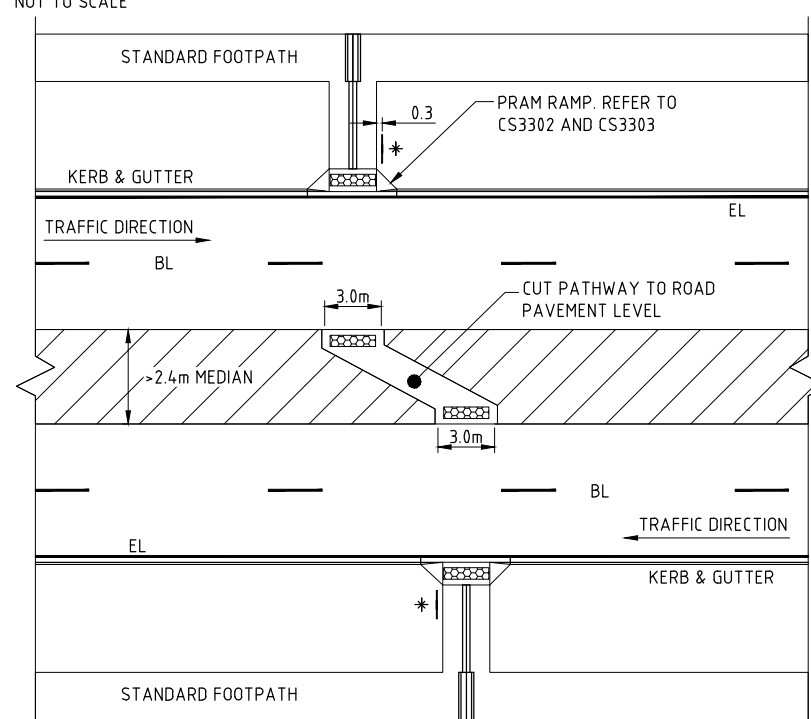 NOT TO SCALE
STANDARD FOOTPATH
0.3
PRAM RAMP. REFER TO
CS3302 AND CS3303
*
KERB & GUTTER
EL
TRAFFIC DIRECTION
BL
3.0m
CUT PATHWAY TO ROAD
PAVEMENT LEVEL
>2.4m MEDIAN
3.0m
BL
TRAFFIC DIRECTION
EL
KERB & GUTTER
*
STANDARD FOOTPATH